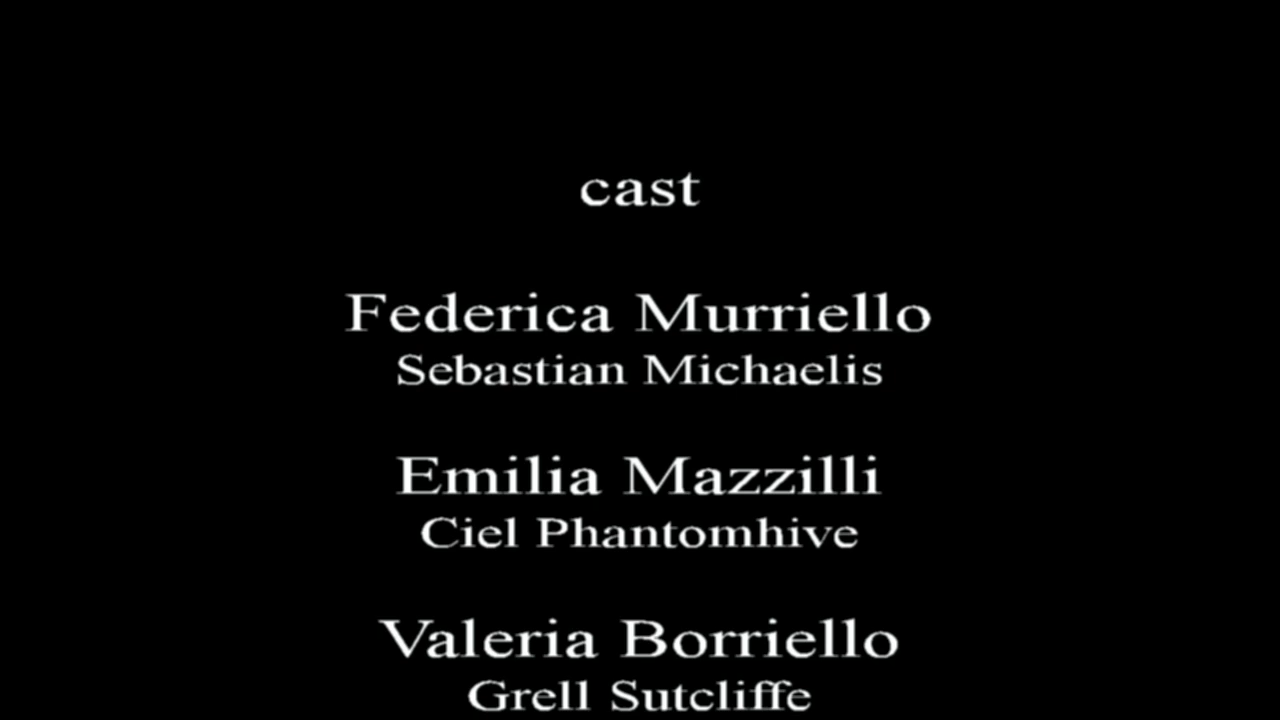 cast
Federica Murriello
Sebastian Michaelis
Emilia Mazzilli
Ciel Phantomhive
Valeria Borriello
Grell Sutcliffe